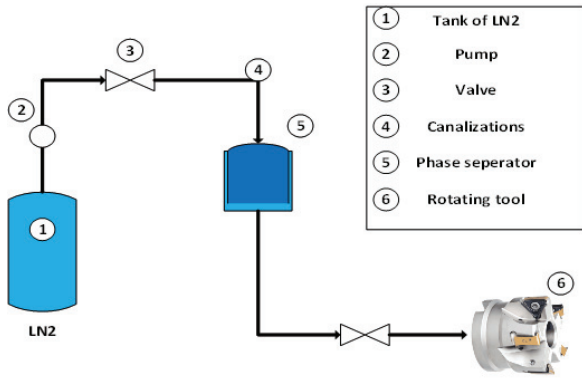 3
4
2
5
1
LN2
6
1 Tank of LN2
2 Pump
3 Valve
4 Canalizations
5 Phase seperator
6 Rotating tool